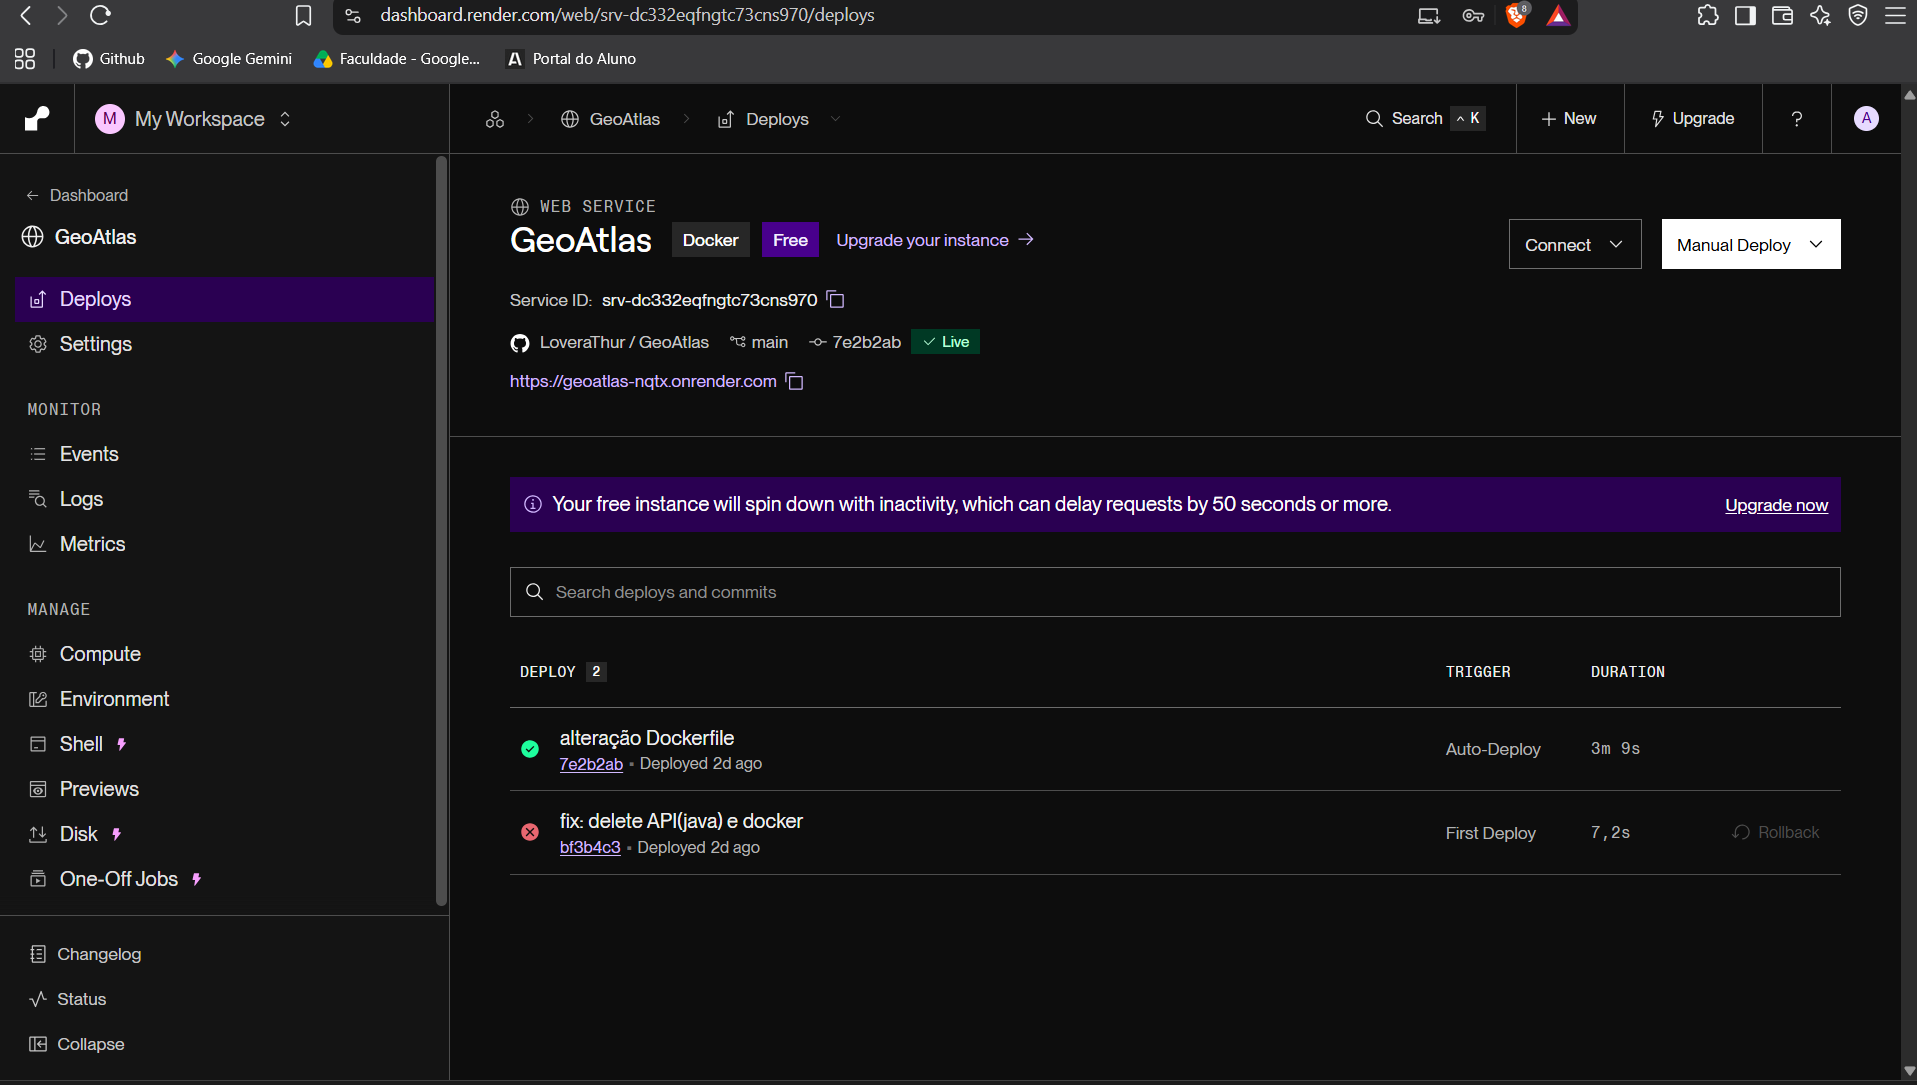 dashboard.render.com/web/srv-dc332eqfngtc73cns970/deploys
8
Github
Google Gemini
Faculdade - Google...
Portal do Aluno
M
My Workspace
GeoAtlas
Deploys
Search
^ K
+ New
Upgrade
?
A
← Dashboard
GeoAtlas
Deploys
Settings
MONITOR
Events
Logs
Metrics
MANAGE
Compute
Environment
Shell
Previews
Disk
One-Off Jobs
Changelog
Status
Collapse
WEB SERVICE
GeoAtlas
Docker
Free
Upgrade your instance →
Connect
Manual Deploy
Service ID: srv-dc332eqfngtc73cns970
LoveraThur / GeoAtlas
main
7e2b2ab
Live
https://geoatlas-nqtx.onrender.com
Your free instance will spin down with inactivity, which can delay requests by 50 seconds or more.
Upgrade now
Search deploys and commits
DEPLOY 2
TRIGGER
DURATION
alteração Dockerfile
7e2b2ab • Deployed 2d ago
Auto-Deploy
3m 9s
fix: delete API(java) e docker
bf3b4c3 • Deployed 2d ago
First Deploy
7,2s
Rollback